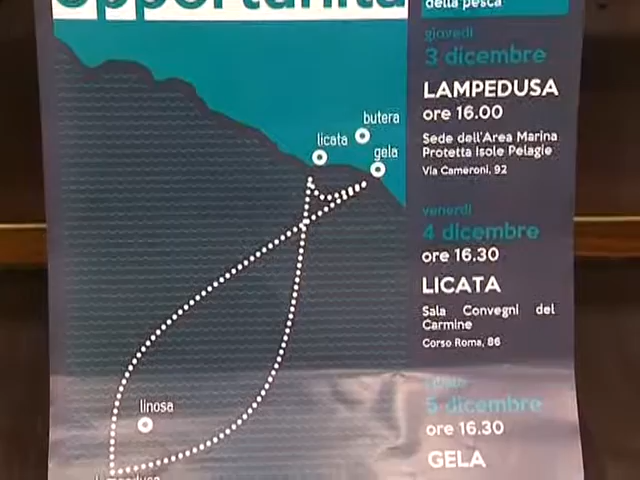 opportunità
della pesca
giovedì
3 dicembre
LAMPEDUSA
ore 16.00
Sede dell'Area Marina
Protetta Isole Pelagie
Via Cameroni, 92
venerdì
4 dicembre
ore 16.30
LICATA
Sala Convegni del
Carmine
Corso Roma, 86
sabato
5 dicembre
ore 16.30
GELA
butera
licata
gela
linosa
lampedusa